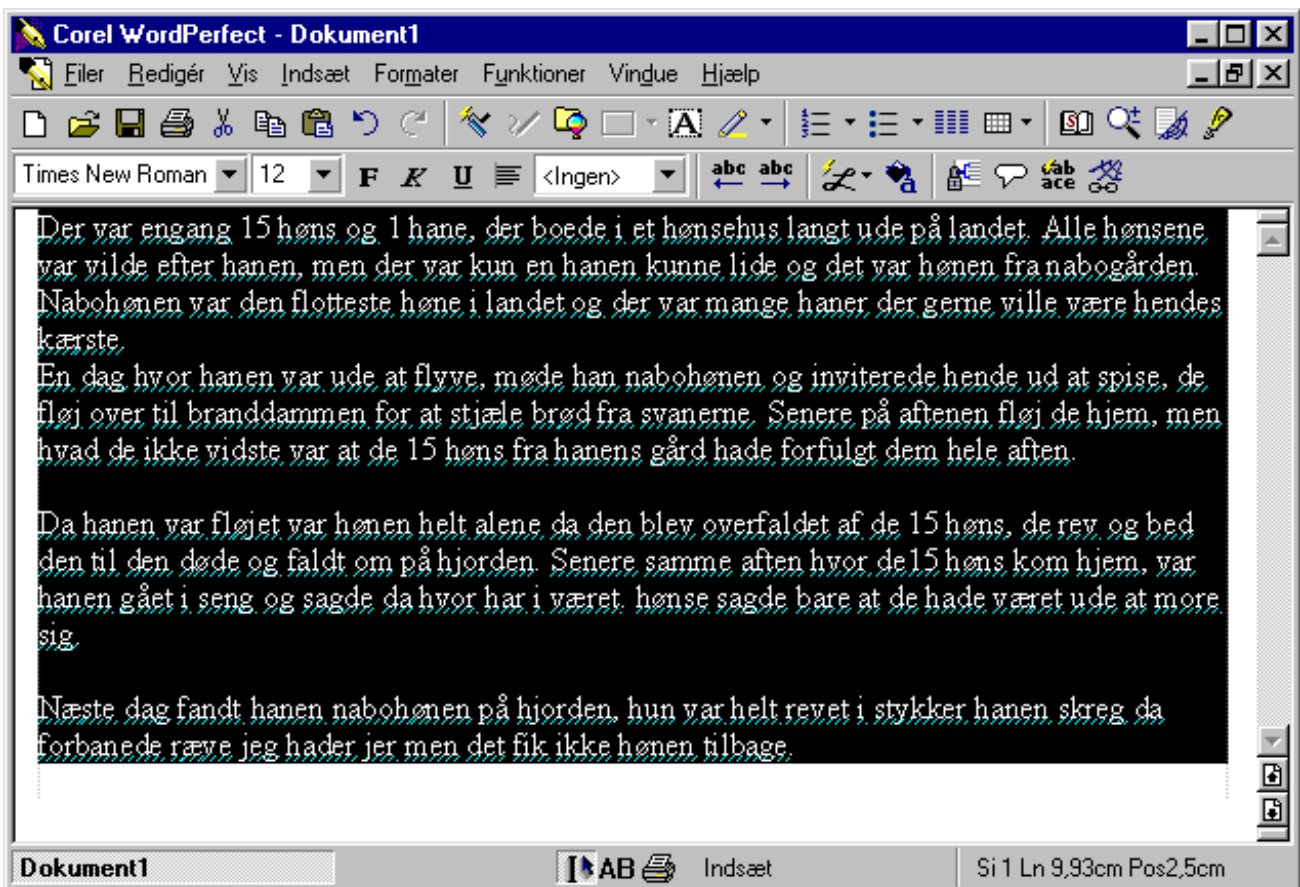 Corel WordPerfect - Dokument1
Filer Redigér Vis Indsæt Formater Funktioner Vindue Hjælp
Times New Roman 12 F K U <Ingen> abc abc ab ace
Der var engang 15 høns og 1 hane, der boede i et hønsehus langt ude på landet. Alle hønsene
var vilde efter hanen, men der var kun en hanen kunne lide og det var hønen fra nabogården.
Nabohønen var den flotteste høne i landet og der var mange haner der gerne ville være hendes
kærste.
En dag hvor hanen var ude at flyve, møde han nabohønen og inviterede hende ud at spise, de
fløj over til branddammen for at stjæle brød fra svanerne. Senere på aftenen fløj de hjem, men
hvad de ikke vidste var at de 15 høns fra hanens gård hade forfulgt dem hele aften.
Da hanen var fløjet var hønen helt alene da den blev overfaldet af de 15 høns, de rev og bed
den til den døde og faldt om på hjorden. Senere samme aften hvor de15 høns kom hjem, var
hanen gået i seng og sagde da hvor har i været. hønse sagde bare at de hade været ude at more
sig.
Næste dag fandt hanen nabohønen på hjorden, hun var helt revet i stykker hanen skreg da
forbanede ræve jeg hader jer men det fik ikke hønen tilbage.
Dokument1 AB Indsæt Si 1 Ln 9,93cm Pos2,5cm